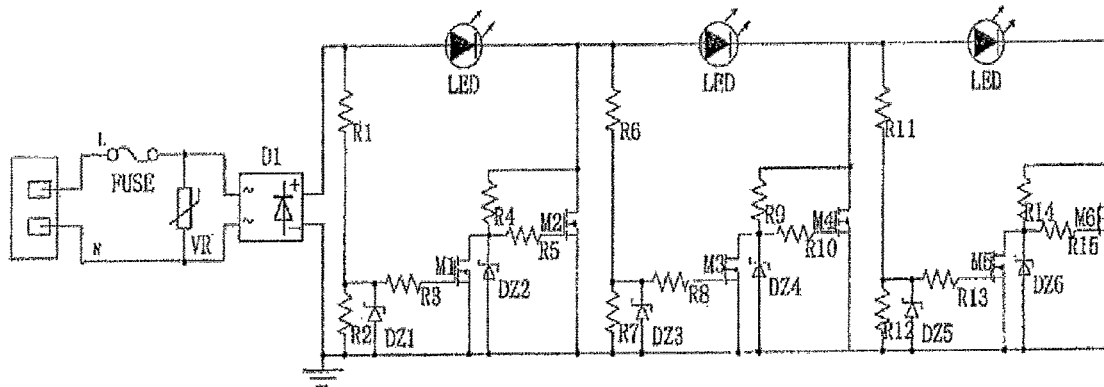 LED
LED
LED
R1
R6
R11
L
D1
FUSE
+
~
~
-
R4
M2
R9
M4
R14
M6
VR
N
R5
R10
R15
M1
M3
M5
R3
DZ2
R8
DZ4
R13
DZ6
R2
DZ1
R7
DZ3
R12
DZ5